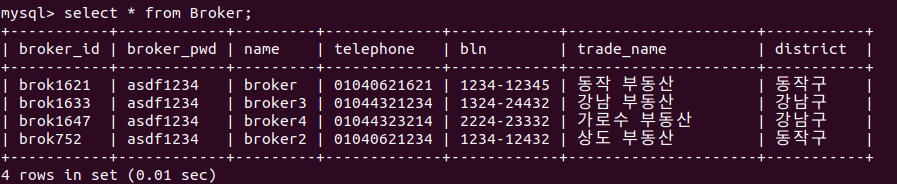 mysql> select * from Broker;
+-----------+------------+---------+-------------+------------+---------------------+-----------+
| broker_id | broker_pwd | name    | telephone   | bln        | trade_name          | district  |
+-----------+------------+---------+-------------+------------+---------------------+-----------+
| brok1621  | asdf1234   | broker  | 01040621621 | 1234-12345 | 동작 부동산         | 동작구    |
| brok1633  | asdf1234   | broker3 | 01044321234 | 1324-24432 | 강남 부동산         | 강남구    |
| brok1647  | asdf1234   | broker4 | 01044323214 | 2224-23332 | 가로수 부동산       | 강남구    |
| brok752   | asdf1234   | broker2 | 01040621234 | 1234-12432 | 상도 부동산         | 동작구    |
+-----------+------------+---------+-------------+------------+---------------------+-----------+
4 rows in set (0.01 sec)